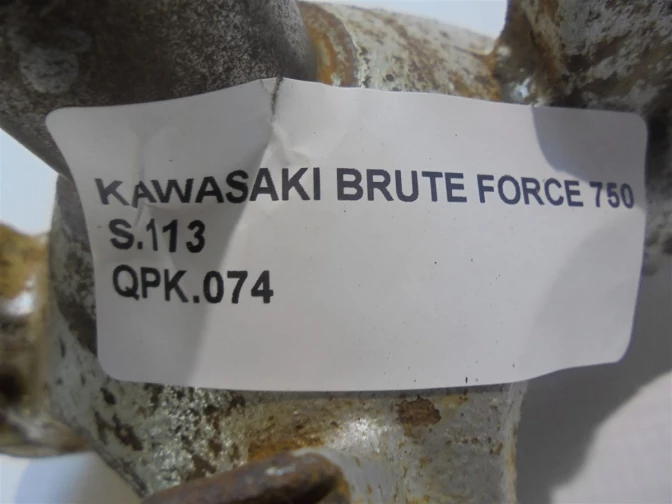 KAWASAKI BRUTE FORCE 750
S.113
QPK.074